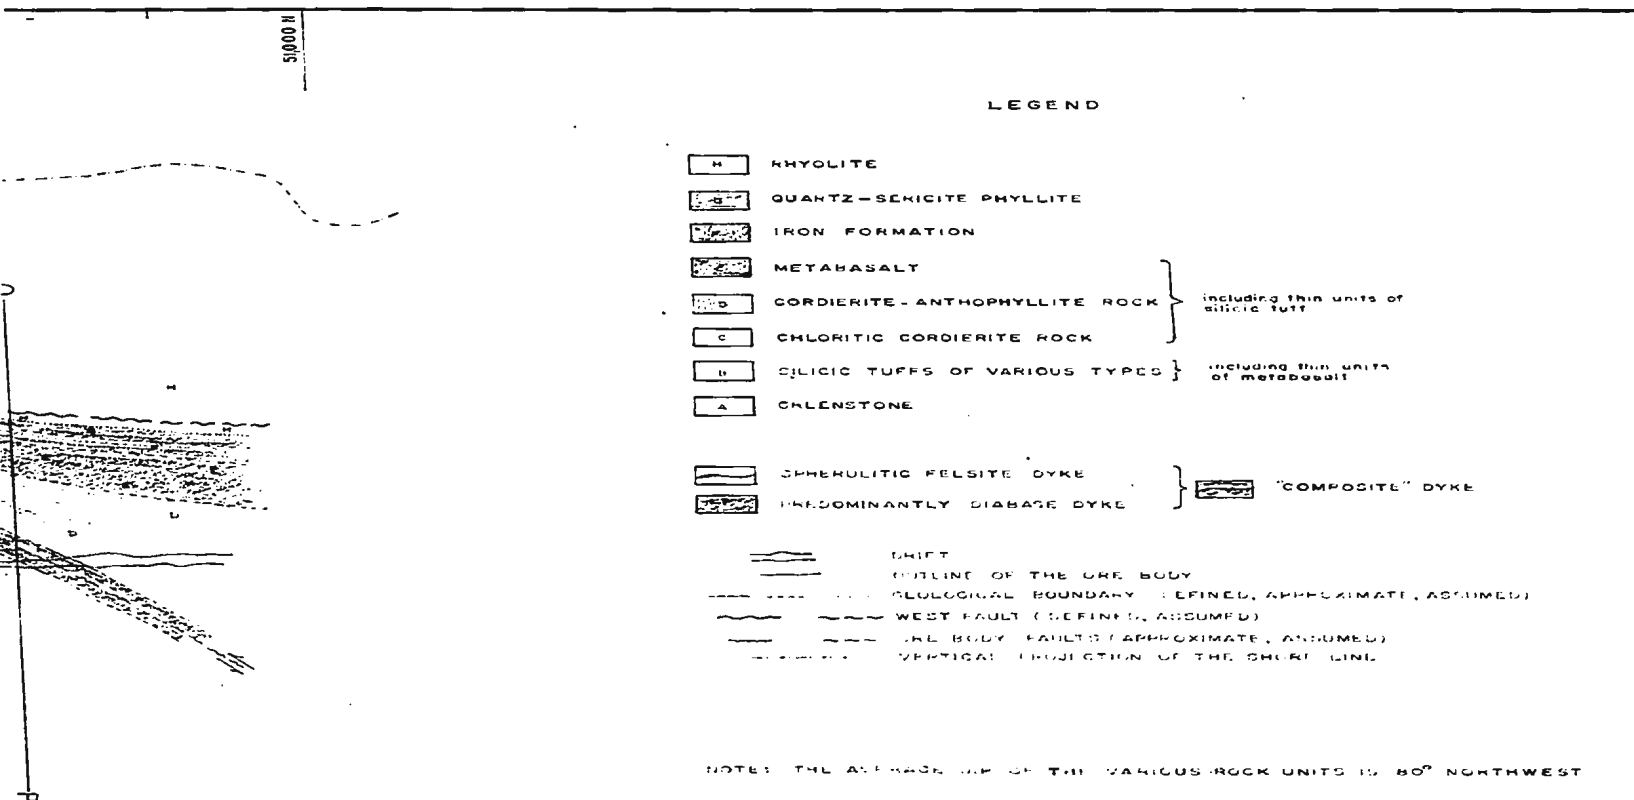 51,000 N
LEGEND
H RHYOLITE
G QUARTZ-SERICITE PHYLLITE
IRON FORMATION
E METABASALT
D CORDIERITE-ANTHOPHYLLITE ROCK
including thin units of
silicic tuff
C CHLORITIC CORDIERITE ROCK
B SILICIC TUFFS OF VARIOUS TYPES
including thin units
of metabasalt
A GREENSTONE
SPHERULITIC FELSITE DYKE
PREDOMINANTLY DIABASE DYKE
"COMPOSITE" DYKE
DRIFT
OUTLINE OF THE ORE BODY
GEOLOGICAL BOUNDARY (DEFINED, APPROXIMATE, ASSUMED)
WEST FAULT (DEFINED, ASSUMED)
ORE BODY FAULTS (APPROXIMATE, ASSUMED)
VERTICAL PROJECTION OF THE SHORE LINE
H
D
D
NOTE: THE AVERAGE DIP OF THE VARIOUS ROCK UNITS IS 80° NORTHWEST